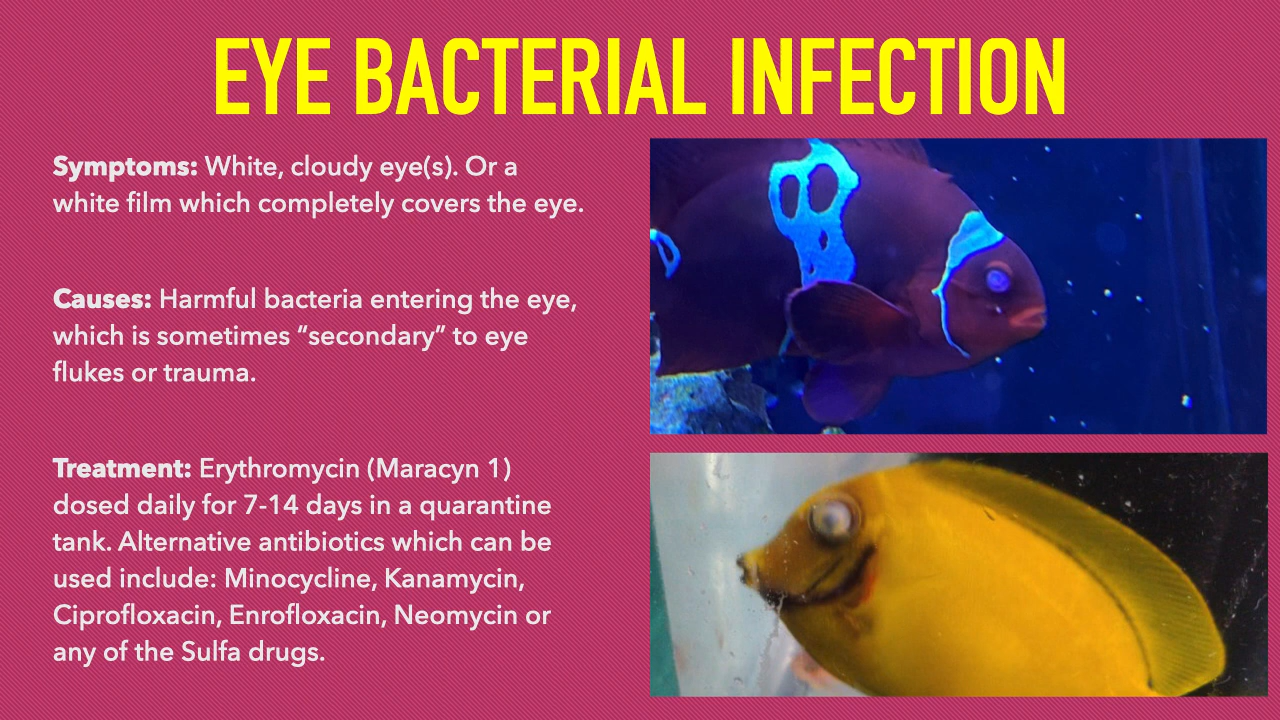 EYE BACTERIAL INFECTION
Symptoms: White, cloudy eye(s). Or a
white film which completely covers the eye.
Causes: Harmful bacteria entering the eye,
which is sometimes “secondary” to eye
flukes or trauma.
Treatment: Erythromycin (Maracyn 1)
dosed daily for 7-14 days in a quarantine
tank. Alternative antibiotics which can be
used include: Minocycline, Kanamycin,
Ciprofloxacin, Enrofloxacin, Neomycin or
any of the Sulfa drugs.